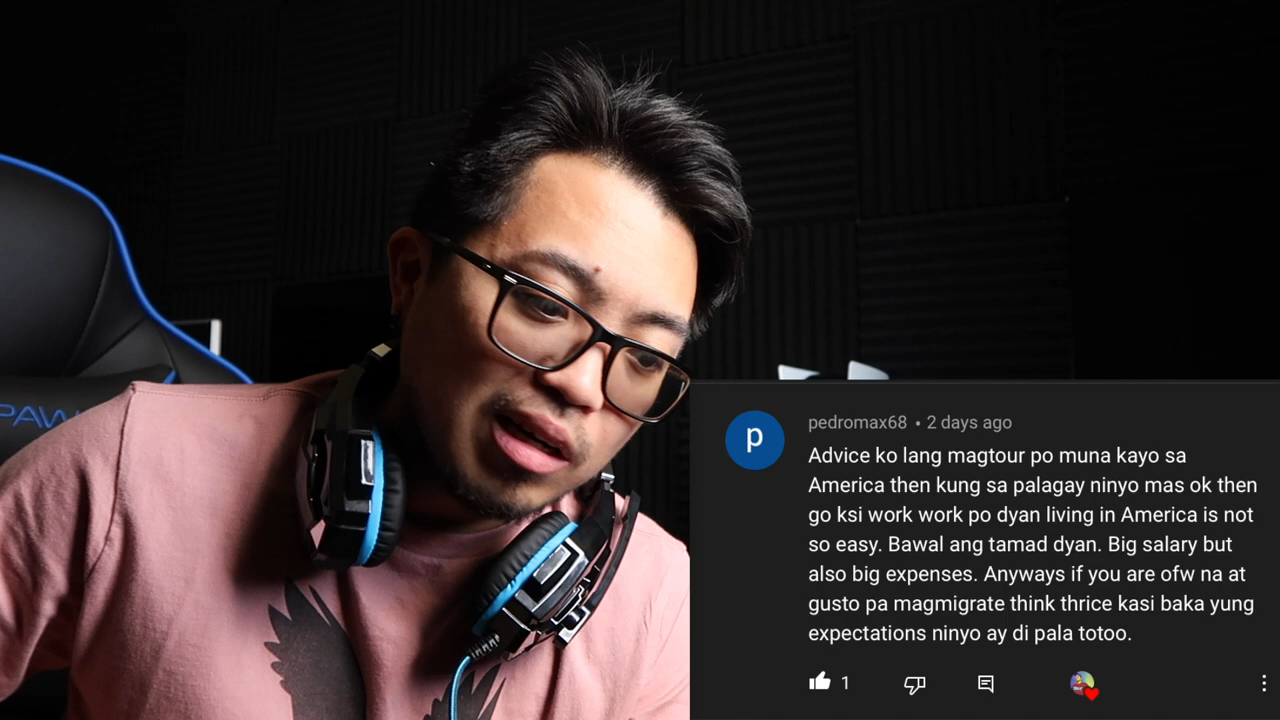 PAW
p
pedromax68 • 2 days ago
Advice ko lang magtour po muna kayo sa
America then kung sa palagay ninyo mas ok then
go ksi work work po dyan living in America is not
so easy. Bawal ang tamad dyan. Big salary but
also big expenses. Anyways if you are ofw na at
gusto pa magmigrate think thrice kasi baka yung
expectations ninyo ay di pala totoo.
1